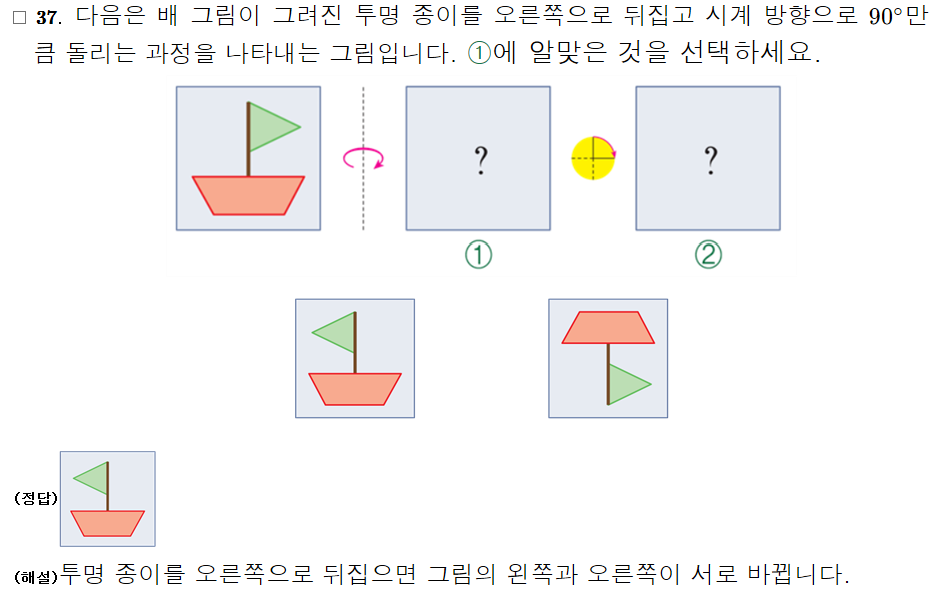 □ 37. 다음은 배 그림이 그려진 투명 종이를 오른쪽으로 뒤집고 시계 방향으로 90°만
큼 돌리는 과정을 나타내는 그림입니다. ①에 알맞은 것을 선택하세요.
? ?
① ②
(정답)
(해설)투명 종이를 오른쪽으로 뒤집으면 그림의 왼쪽과 오른쪽이 서로 바뀝니다.